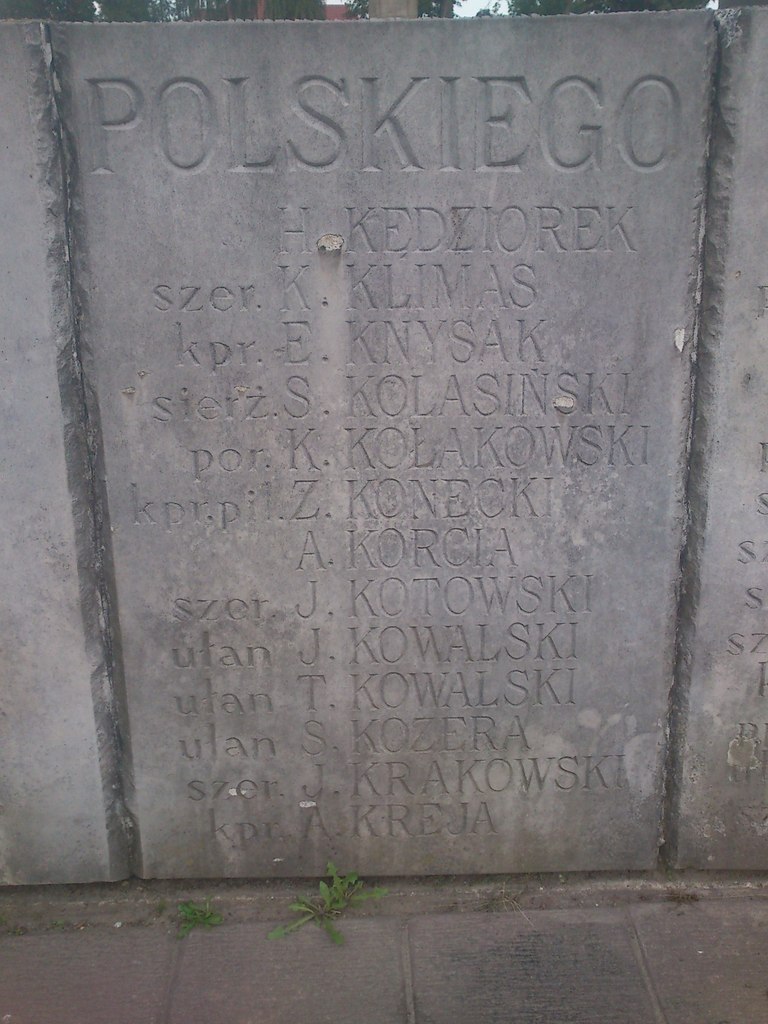 POLSKIEGO
H. KĘDZIOREK
szer. K. KLIMAS
kpr. E. KNYSAK
sierż. S. KOLASIŃSKI
por. K. KOŁAKOWSKI
kpr. pil. Z. KONECKI
A. KORCIA
szer. J. KOTOWSKI
ułan J. KOWALSKI
ułan T. KOWALSKI
ułan S. KOZERA
szer. J. KRAKOWSKI
kpr. A. KREJA